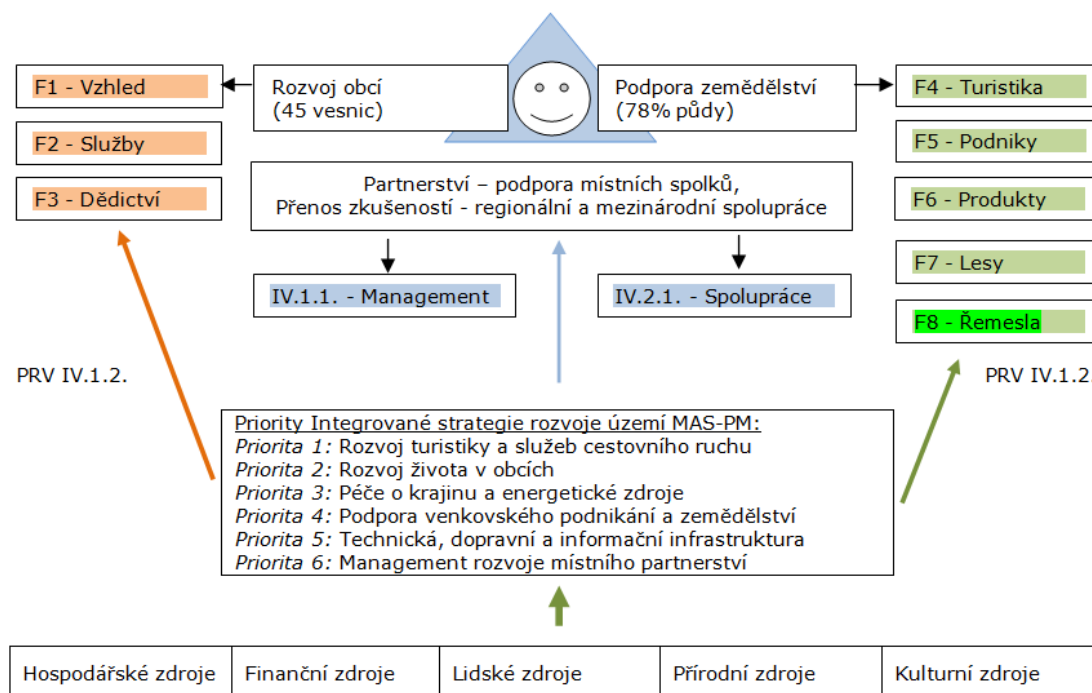 F1 - Vzhled
F2 - Služby
F3 - Dědictví
Rozvoj obcí
(45 vesnic)
Podpora zemědělství
(78% půdy)
F4 - Turistika
F5 - Podniky
F6 - Produkty
F7 - Lesy
F8 - Řemesla
Partnerství – podpora místních spolků,
Přenos zkušeností - regionální a mezinárodní spolupráce
IV.1.1. - Management
IV.2.1. - Spolupráce
PRV IV.1.2.
PRV IV.1.2
Priority Integrované strategie rozvoje území MAS-PM:
Priorita 1: Rozvoj turistiky a služeb cestovního ruchu
Priorita 2: Rozvoj života v obcích
Priorita 3: Péče o krajinu a energetické zdroje
Priorita 4: Podpora venkovského podnikání a zemědělství
Priorita 5: Technická, dopravní a informační infrastruktura
Priorita 6: Management rozvoje místního partnerství
Hospodářské zdroje
Finanční zdroje
Lidské zdroje
Přírodní zdroje
Kulturní zdroje